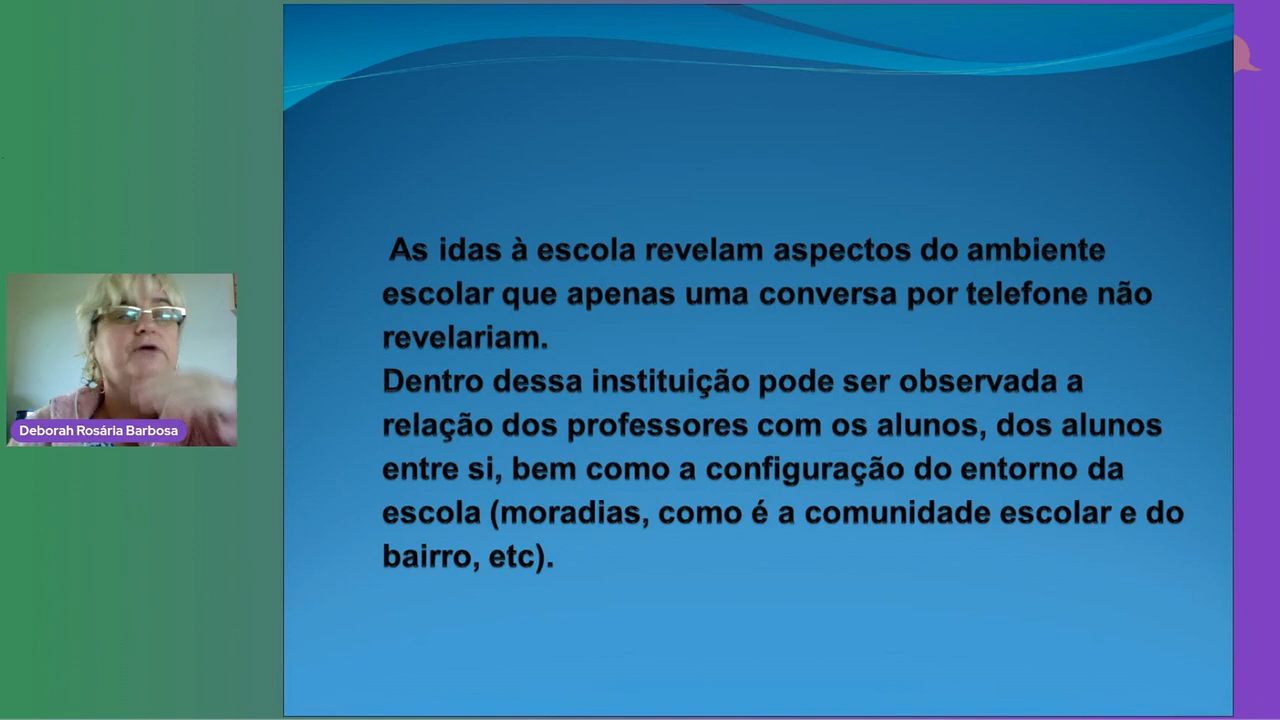 As idas à escola revelam aspectos do ambiente
escolar que apenas uma conversa por telefone não
revelariam.
Dentro dessa instituição pode ser observada a
relação dos professores com os alunos, dos alunos
entre si, bem como a configuração do entorno da
escola (moradias, como é a comunidade escolar e do
bairro, etc).
Deborah Rosária Barbosa